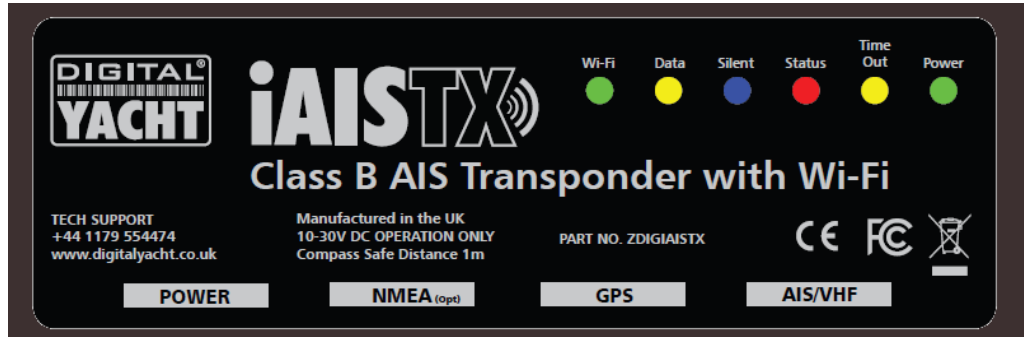 DIGITAL®
YACHT
iAISTX
Wi-Fi
Data
Silent
Status
Time
Out
Power
Class B AIS Transponder with Wi-Fi
TECH SUPPORT
+44 1179 554474
www.digitalyacht.co.uk
Manufactured in the UK
10-30V DC OPERATION ONLY
Compass Safe Distance 1m
PART NO. ZDIGIAISTX
CE
FC
POWER
NMEA (Opt)
GPS
AIS/VHF